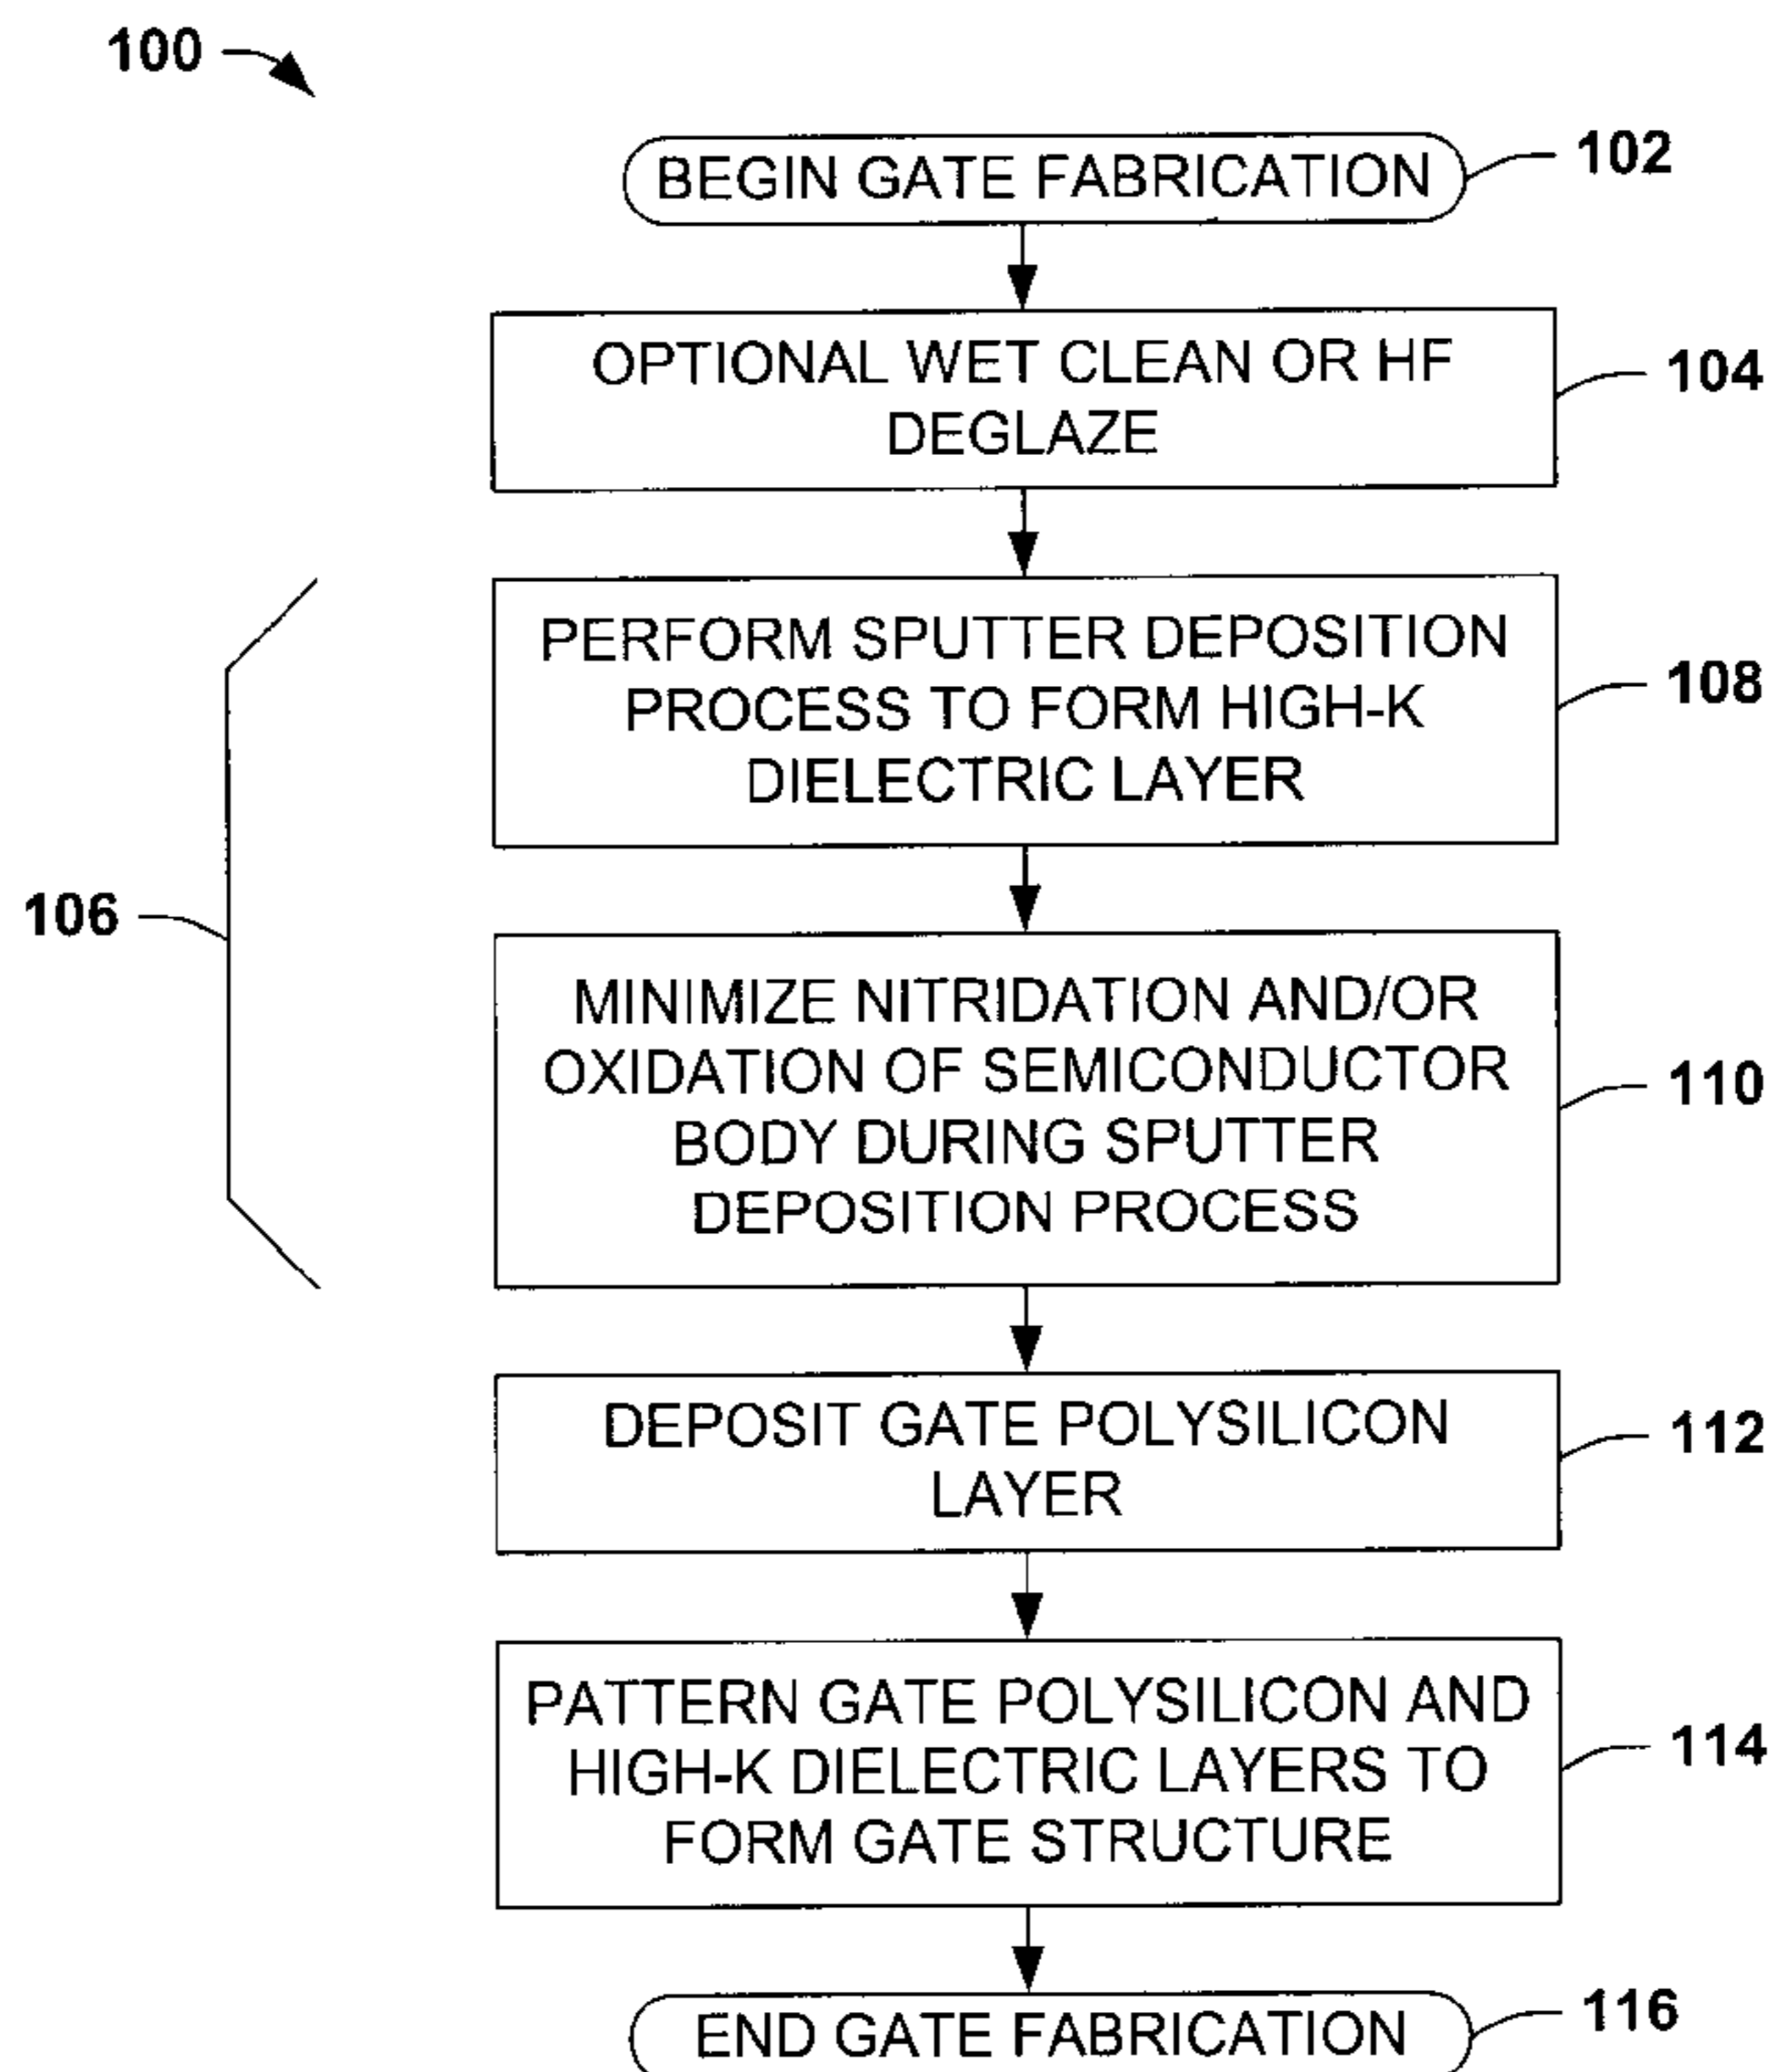 100
BEGIN GATE FABRICATION
102
OPTIONAL WET CLEAN OR HF
DEGLAZE
104
PERFORM SPUTTER DEPOSITION
PROCESS TO FORM HIGH-K
DIELECTRIC LAYER
108
106
MINIMIZE NITRIDATION AND/OR
OXIDATION OF SEMICONDUCTOR
BODY DURING SPUTTER
DEPOSITION PROCESS
110
DEPOSIT GATE POLYSILICON
LAYER
112
PATTERN GATE POLYSILICON AND
HIGH-K DIELECTRIC LAYERS TO
FORM GATE STRUCTURE
114
END GATE FABRICATION
116